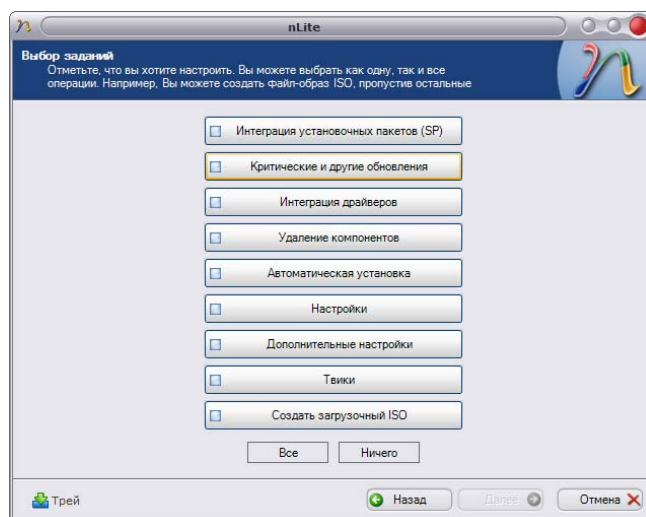 nLite
Выбор заданий
Отметьте, что вы хотите настроить. Вы можете выбрать как одну, так и все
операции. Например, Вы можете создать файл-образ ISO, пропустив остальные
Интеграция установочных пакетов (SP)
Критические и другие обновления
Интеграция драйверов
Удаление компонентов
Автоматическая установка
Настройки
Дополнительные настройки
Твики
Создать загрузочный ISO
Все Ничего
Трей Назад Далее Отмена